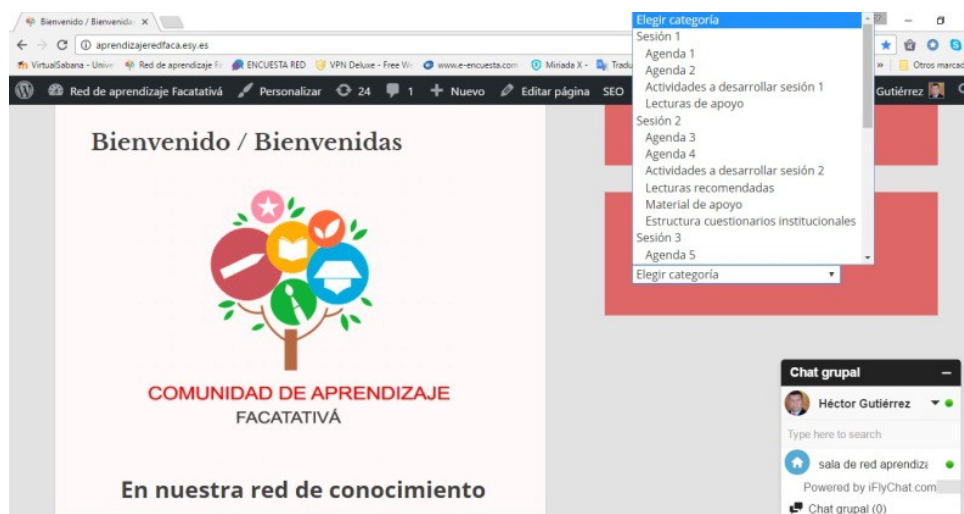 Bienvenido / Bienvenida: ×
aprendizajeredfaca.esy.es
VirtualSabana - Unive
Red de aprendizaje F
ENCUESTA RED
VPN Deluxe - Free W
www.e-encuesta.com
Miriada X -
Tradu
»
Otros marcad
Red de aprendizaje Facatativá
Personalizar
24
1
+ Nuevo
Editar página
SEO
Gutiérrez
Bienvenido / Bienvenidas
COMUNIDAD DE APRENDIZAJE
FACATATIVÁ
En nuestra red de conocimiento
Elegir categoría
Sesión 1
Agenda 1
Agenda 2
Actividades a desarrollar sesión 1
Lecturas de apoyo
Sesión 2
Agenda 3
Agenda 4
Actividades a desarrollar sesión 2
Lecturas recomendadas
Material de apoyo
Estructura cuestionarios institucionales
Sesión 3
Agenda 5
Elegir categoría
Chat grupal
Héctor Gutiérrez
Type here to search
sala de red aprendiza
Powered by iFlyChat.com
Chat grupal (0)